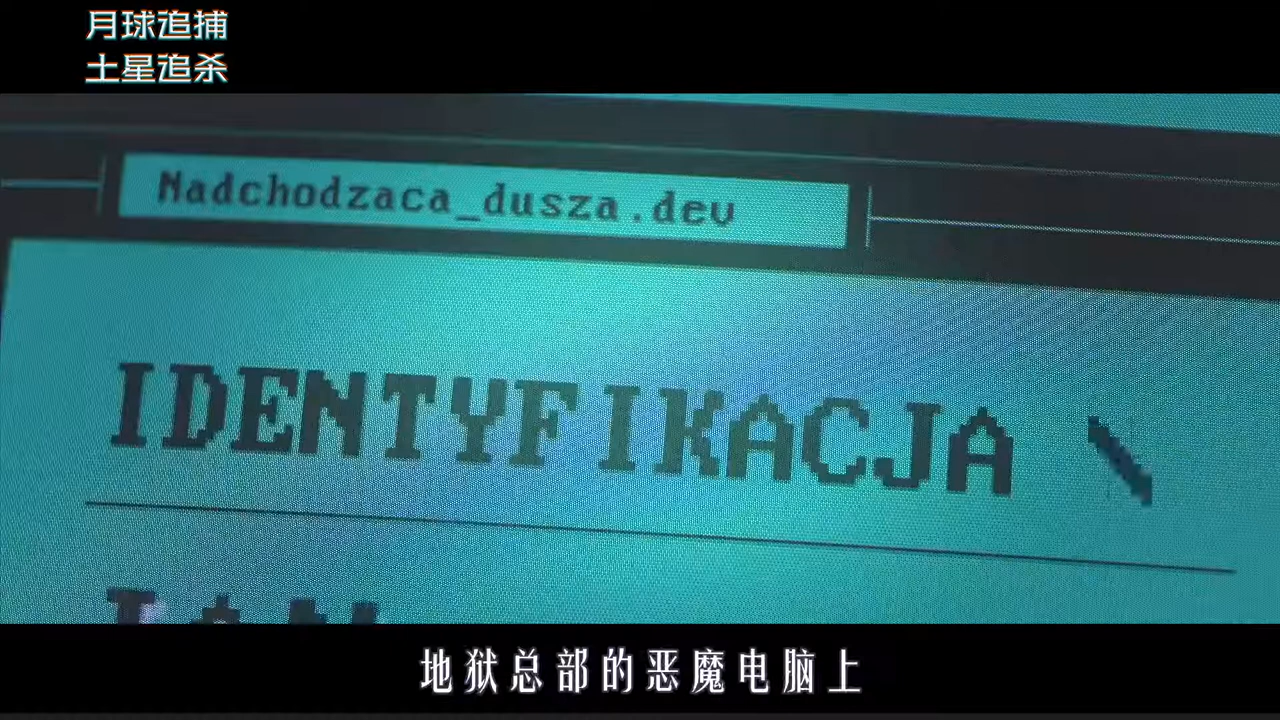 月球追捕
土星追杀
Nadchodzaca_dusza.dev
IDENTYFIKACJA \
地狱总部的恶魔电脑上